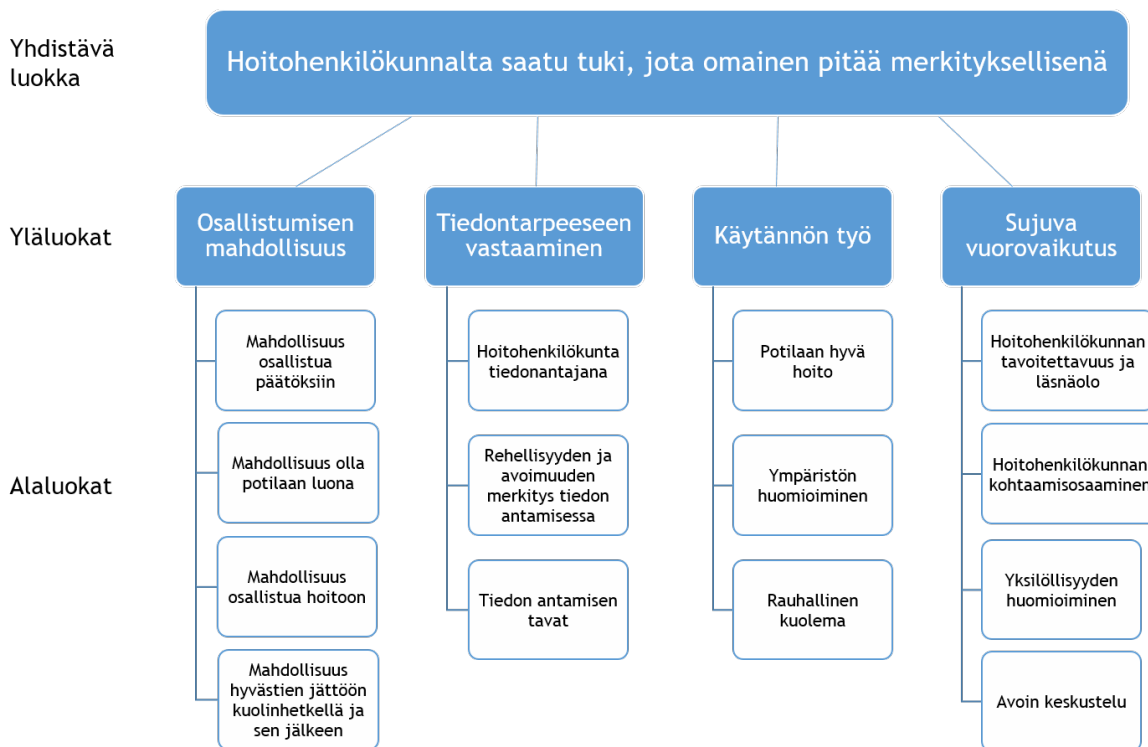 Yhdistävä
luokka
Hoitohenkilökunnalta saatu tuki, jota omainen pitää merkityksellisenä
Yläluokat
Osallistumisen
mahdollisuus
Tiedontarpeeseen
vastaaminen
Käytännön työ
Sujuva
vuorovaikutus
Alaluokat
Mahdollisuus
osallistua
päätöksiin
Mahdollisuus olla
potilaan luona
Mahdollisuus
osallistua hoitoon
Mahdollisuus
hyvästien jättöön
kuolinhetkellä ja
sen jälkeen
Hoitohenkilökunta
tiedonantajana
Rehellisyyden ja
avoimuuden
merkitys tiedon
antamisessa
Tiedon antamisen
tavat
Potilaan hyvä
hoito
Ympäristön
huomioiminen
Rauhallinen
kuolema
Hoitohenkilökunnan
tavoitettavuus ja
läsnäolo
Hoitohenkilökunnan
kohtaamisosaaminen
Yksilöllisyyden
huomioiminen
Avoin keskustelu